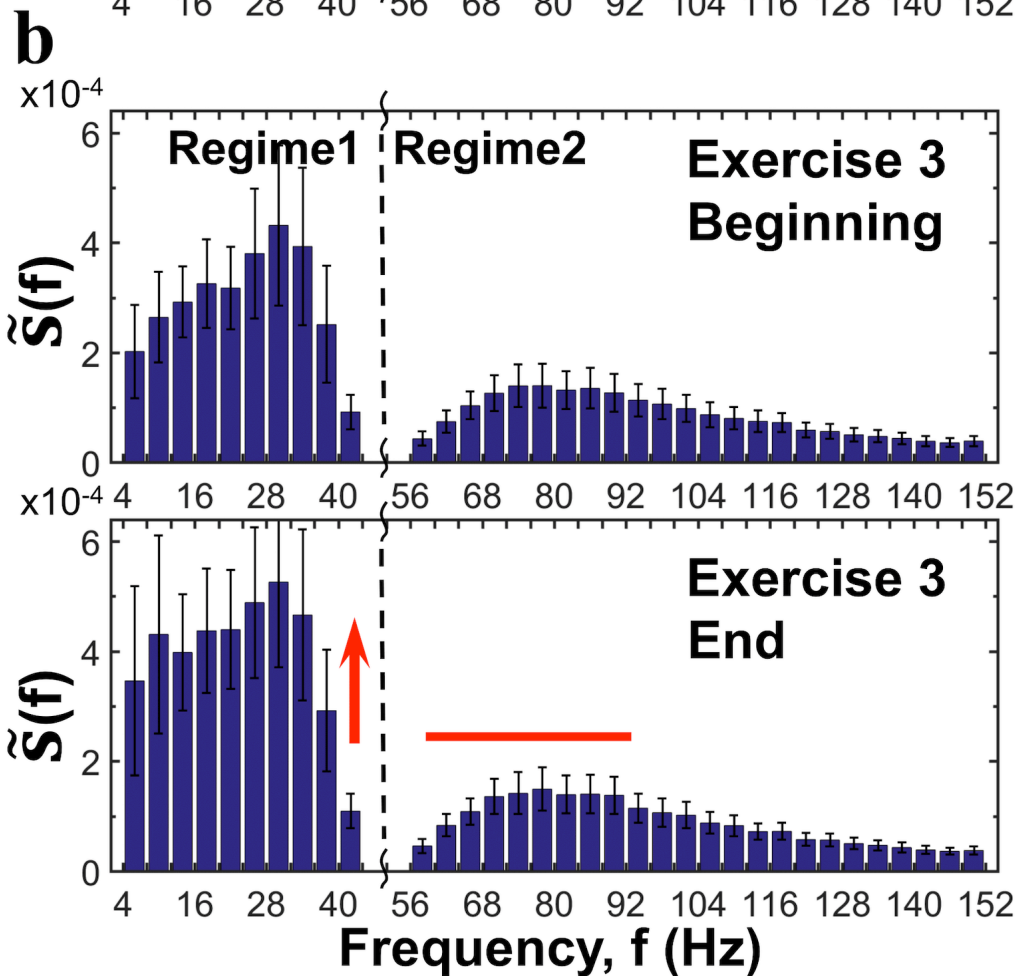 4 16 28 40 56 68 80 92 104 116 128 140 152
b
x10-4
Regime1 Regime2
Exercise 3
Beginning
6
4
2
0
S̃(f)
4 16 28 40 56 68 80 92 104 116 128 140 152
x10-4
Exercise 3
End
6
4
2
0
S̃(f)
4 16 28 40 56 68 80 92 104 116 128 140 152
Frequency, f (Hz)